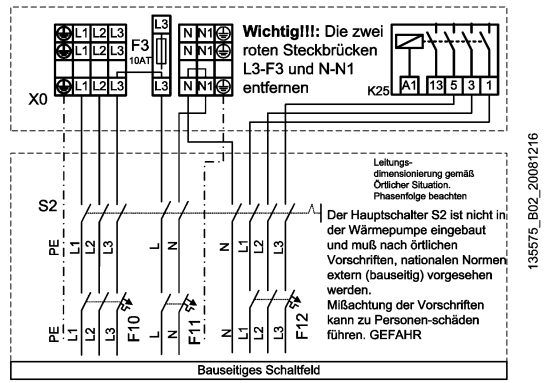 L1 L2 L3
L3
N N1
Wichtig!!!: Die zwei
roten Steckbrücken
L3-F3 und N-N1
entfernen
L1 L2 L3
F3
10AT
N N1
L1 L2 L3
L3
N N1
A1 13 5 3 1
X0
K25
Leitungs-
dimensionierung gemäß
Örtlicher Situation.
Phasenfolge beachten
S2
PE L1 L2 L3 L N N L1 L2 L3
Der Hauptschalter S2 ist nicht in
der Wärmepumpe eingebaut
und muß nach örtlichen
Vorschriften, nationalen Normen
extern (bauseitig) vorgesehen
werden.
Mißachtung der Vorschriften
kann zu Personen-schäden
führen. GEFAHR
PE L1 L2 L3 F10 L N F11 N L1 L2 L3 F12
Bauseitiges Schaltfeld
135575_B02_20081216